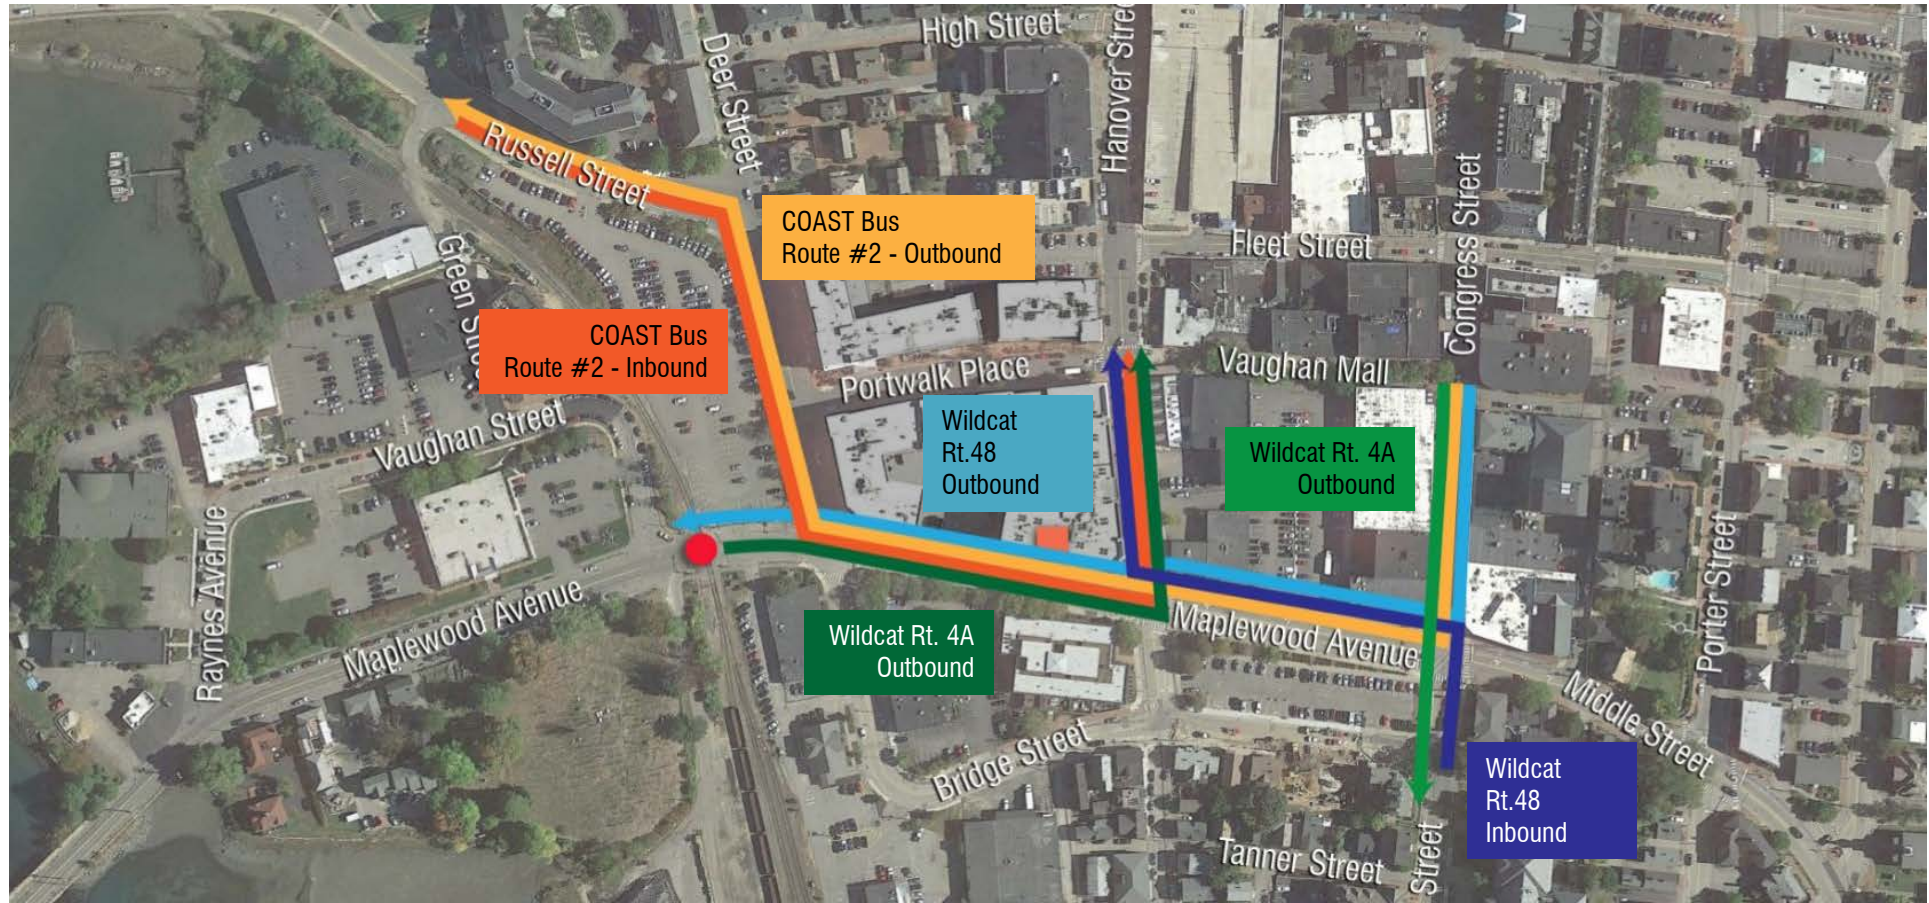 High Street
Hanover Stree
Deer Street
Russell Street
COAST Bus
Route #2 - Outbound
Fleet Street
Congress Street
Green Stre
COAST Bus
Route #2 - Inbound
Portwalk Place
Vaughan Mall
Vaughan Street
Wildcat
Rt.48
Outbound
Wildcat Rt. 4A
Outbound
Raynes Avenue
Maplewood Avenue
Wildcat Rt. 4A
Outbound
Maplewood Avenue
Porter Street
Middle Street
Bridge Street
Wildcat
Rt.48
Inbound
Tanner Street
Street